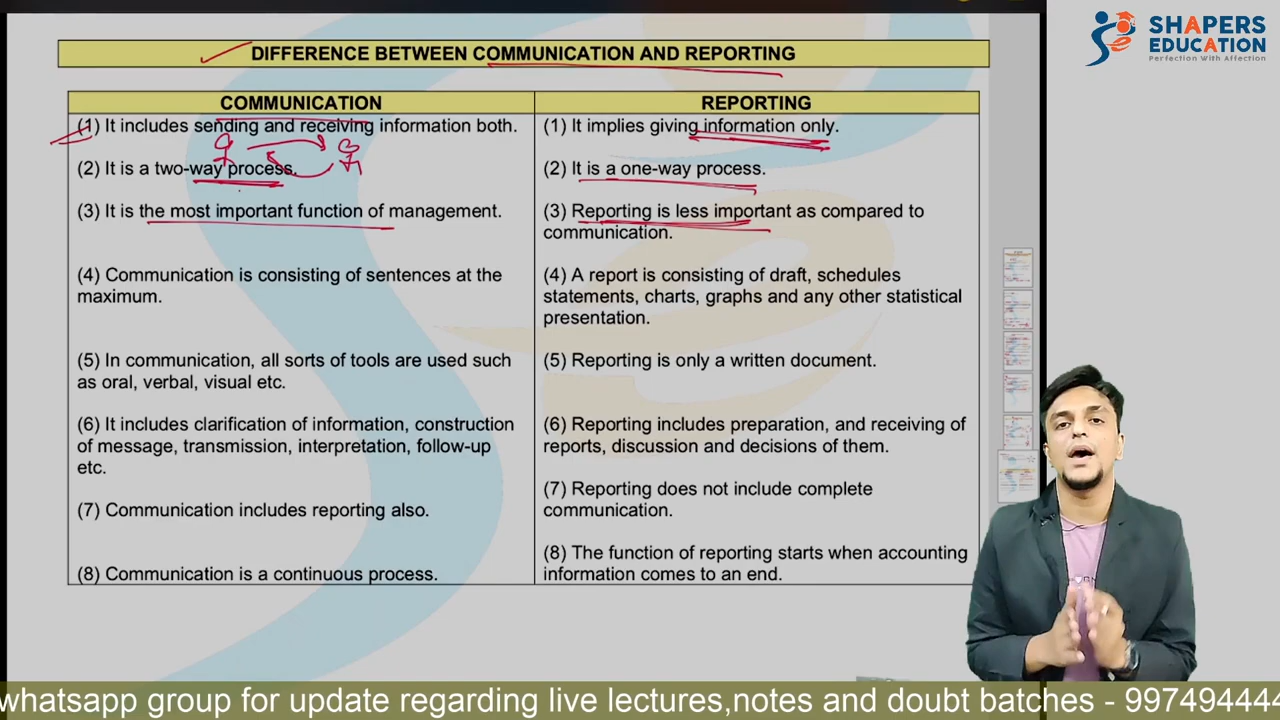 SHAPERS
EDUCATION
Perfection With Affection
DIFFERENCE BETWEEN COMMUNICATION AND REPORTING
COMMUNICATION
(1) It includes sending and receiving information both.
(2) It is a two-way process.
(3) It is the most important function of management.
(4) Communication is consisting of sentences at the
maximum.
(5) In communication, all sorts of tools are used such
as oral, verbal, visual etc.
(6) It includes clarification of information, construction
of message, transmission, interpretation, follow-up
etc.
(7) Communication includes reporting also.
(8) Communication is a continuous process.
REPORTING
(1) It implies giving information only.
(2) It is a one-way process.
(3) Reporting is less important as compared to
communication.
(4) A report is consisting of draft, schedules
statements, charts, graphs and any other statistical
presentation.
(5) Reporting is only a written document.
(6) Reporting includes preparation, and receiving of
reports, discussion and decisions of them.
(7) Reporting does not include complete
communication.
(8) The function of reporting starts when accounting
information comes to an end.
whatsapp group for update regarding live lectures,notes and doubt batches - 997494444